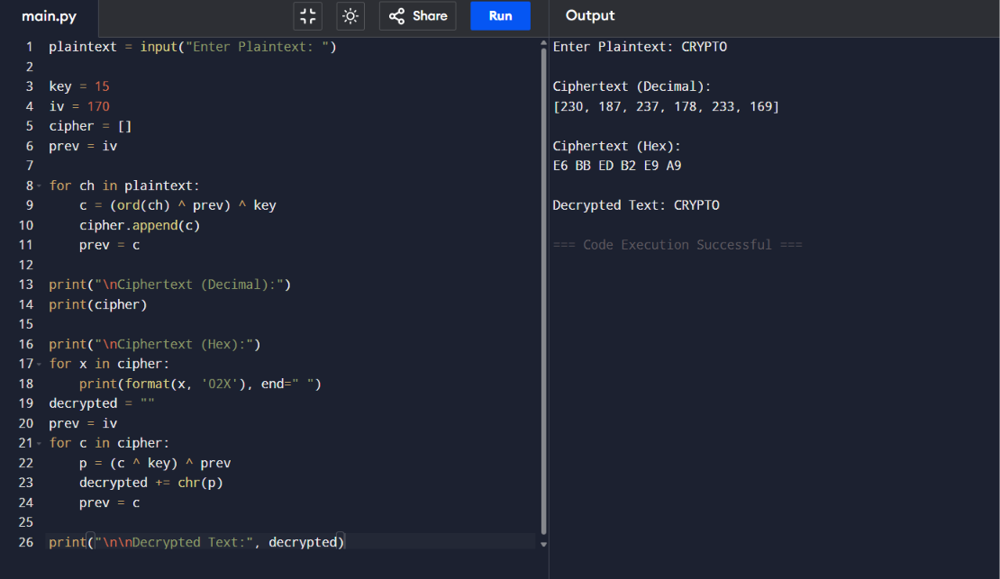 main.py
Share
Run
Output
1 plaintext = input("Enter Plaintext: ")
2
3 key = 15
4 iv = 170
5 cipher = []
6 prev = iv
7
8 for ch in plaintext:
9     c = (ord(ch) ^ prev) ^ key
10     cipher.append(c)
11     prev = c
12
13 print("\nCiphertext (Decimal):")
14 print(cipher)
15
16 print("\nCiphertext (Hex):")
17 for x in cipher:
18     print(format(x, '02X'), end=" ")
19 decrypted = ""
20 prev = iv
21 for c in cipher:
22     p = (c ^ key) ^ prev
23     decrypted += chr(p)
24     prev = c
25
26 print("\n\nDecrypted Text:", decrypted)
Enter Plaintext: CRYPTO
Ciphertext (Decimal):
[230, 187, 237, 178, 233, 169]
Ciphertext (Hex):
E6 BB ED B2 E9 A9
Decrypted Text: CRYPTO
=== Code Execution Successful ===